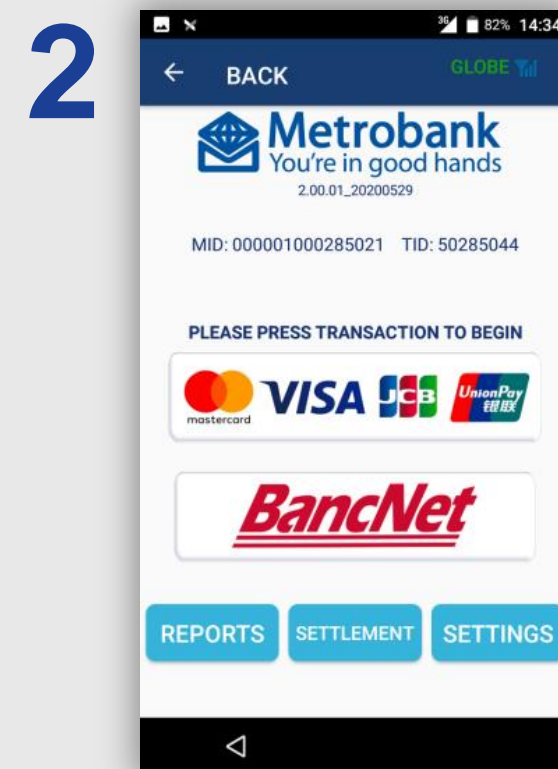 2
3G 82% 14:34
BACK
GLOBE
Metrobank
You're in good hands
2.00.01_20200529
MID: 000001000285021 TID: 50285044
PLEASE PRESS TRANSACTION TO BEGIN
mastercard VISA JCB UnionPay
银联
BancNet
REPORTS SETTLEMENT SETTINGS